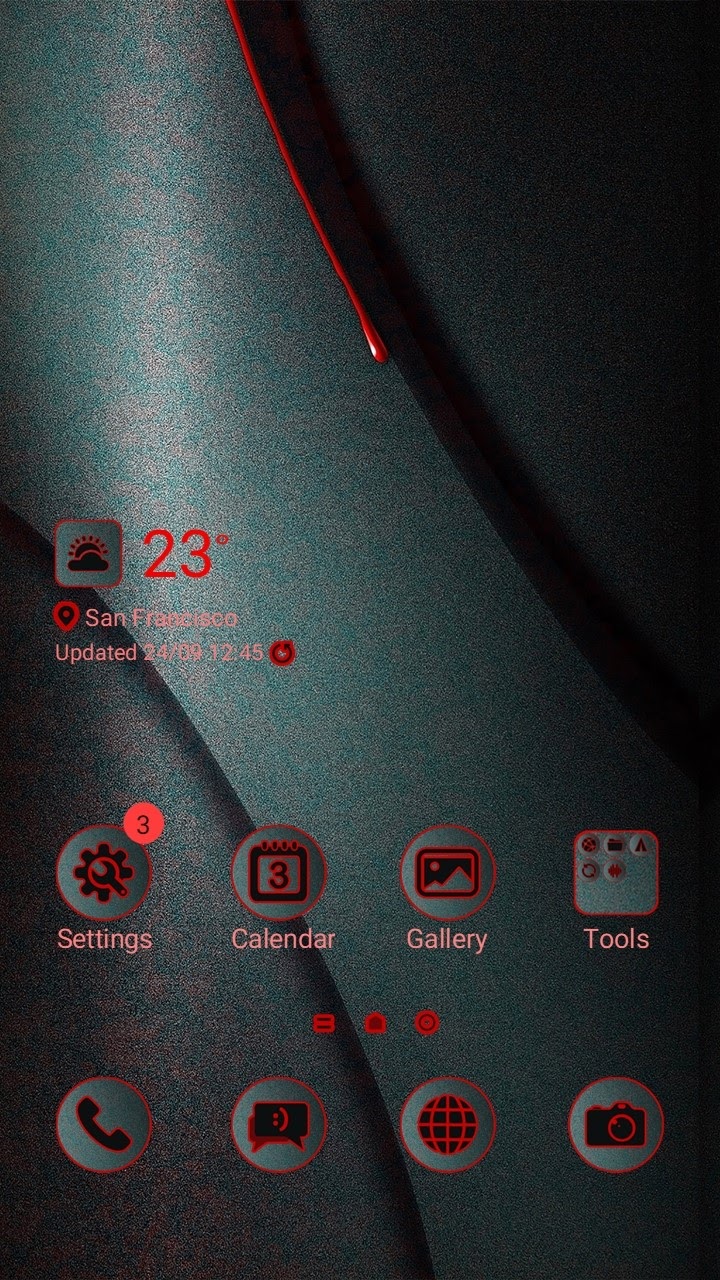 23°
San Francisco
Updated 24/09 12:45
3
3
Settings
Calendar
Gallery
Tools